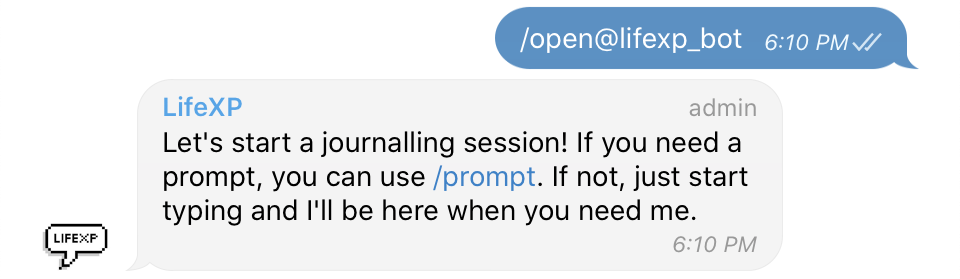 /open@lifexp_bot 6:10 PM
LifeXP admin
Let's start a journalling session! If you need a
prompt, you can use /prompt. If not, just start
typing and I'll be here when you need me.
6:10 PM
LIFEXP